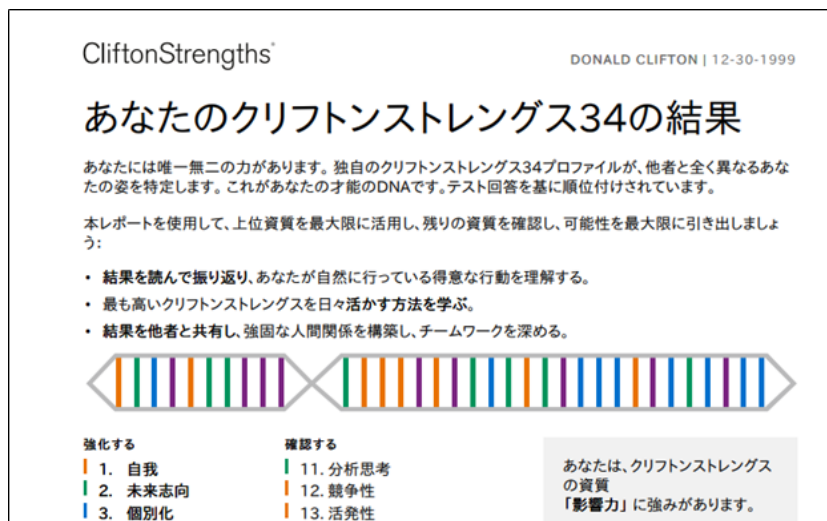 CliftonStrengths®
DONALD CLIFTON | 12-30-1999
あなたのクリフトンストレングス34の結果
あなたには唯一無二の力があります。独自のクリフトンストレングス34プロファイルが、他者と全く異なるあな
たの姿を特定します。これがあなたの才能のDNAです。テスト回答を基に順位付けされています。
本レポートを使用して、上位資質を最大限に活用し、残りの資質を確認し、可能性を最大限に引き出しましょ
う:
• 結果を読んで振り返り、あなたが自然に行っている得意な行動を理解する。
• 最も高いクリフトンストレングスを日々活かす方法を学ぶ。
• 結果を他者と共有し、強固な人間関係を構築し、チームワークを深める。
強化する
1. 自我
2. 未来志向
3. 個別化
確認する
11. 分析思考
12. 競争性
13. 活発性
あなたは、クリフトンストレングス
の資質
「影響力」に強みがあります。